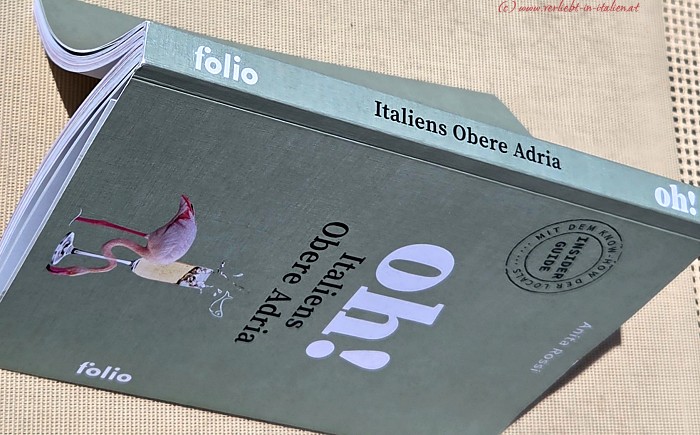 (c) www.verliebt-in-italien.at
folio
Italiens Obere Adria
oh!
Anita Rossi
MIT DEM KNOW-HOW DER LOCALS
INSIDER
GUIDE
oh!
Italiens
Obere Adria
folio